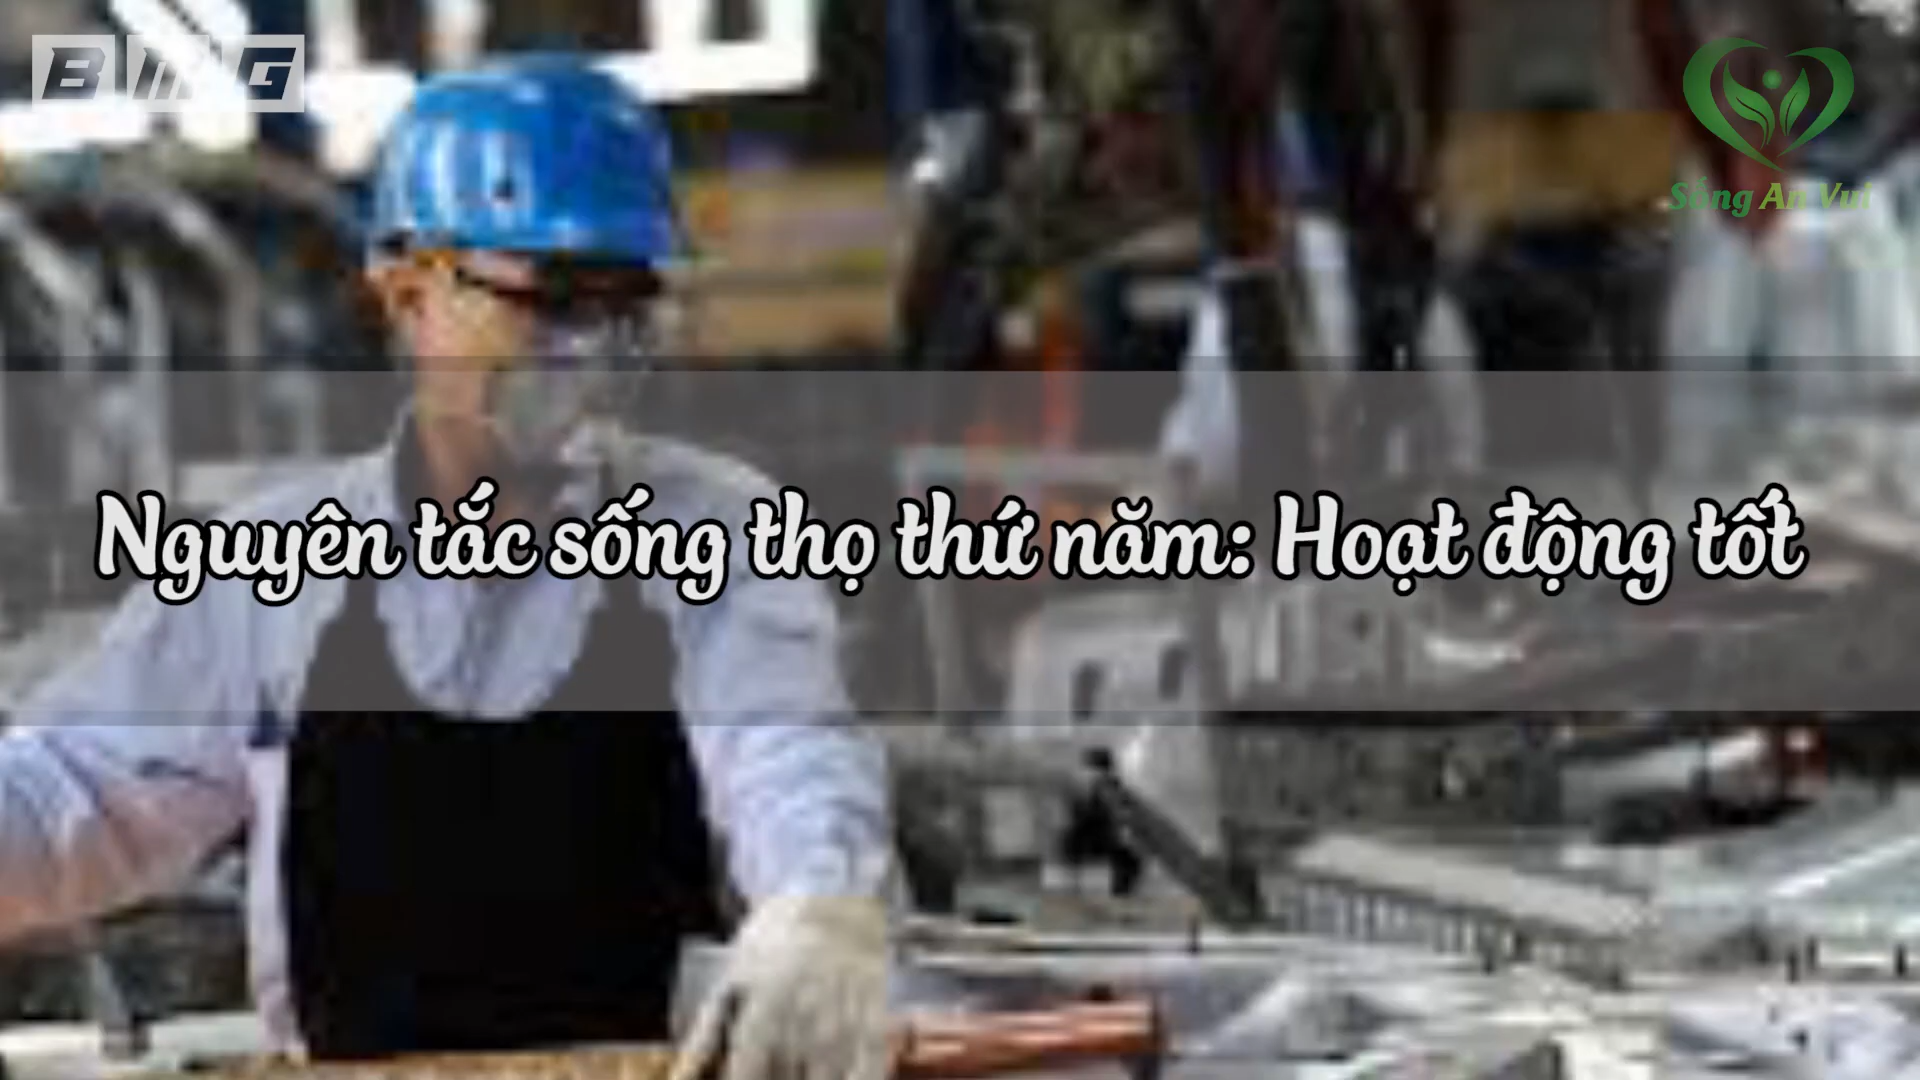 BMG
Sống An Vui
Nguyên tắc sống thọ thứ năm: Hoạt động tốt